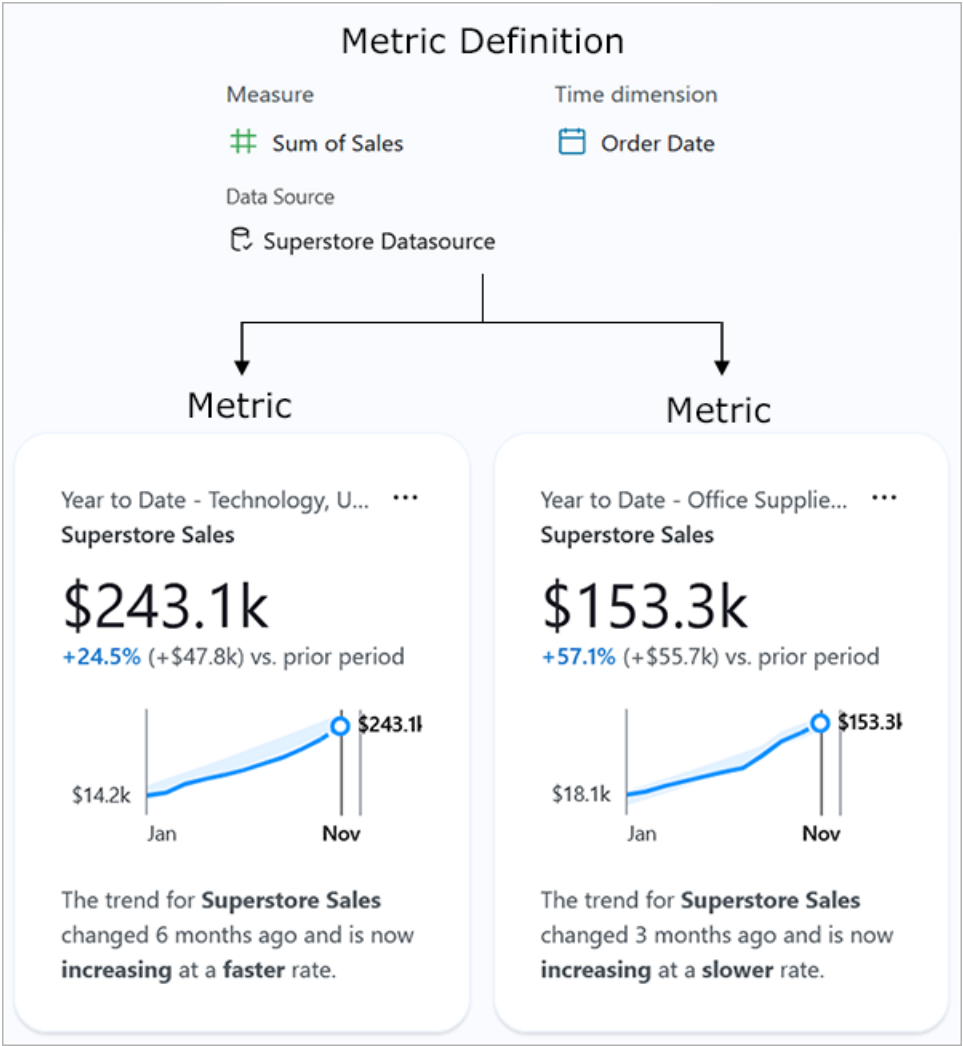 Metric Definition
Measure
Time dimension
Sum of Sales
Order Date
Data Source
Superstore Datasource
Metric
Metric
Year to Date - Technology, U...
Superstore Sales
$243.1k
+24.5% (+$47.8k) vs. prior period
$243.1k
$14.2k
Jan
Nov
The trend for Superstore Sales
changed 6 months ago and is now
increasing at a faster rate.
Year to Date - Office Supplie...
Superstore Sales
$153.3k
+57.1% (+$55.7k) vs. prior period
$153.3k
$18.1k
Jan
Nov
The trend for Superstore Sales
changed 3 months ago and is now
increasing at a slower rate.